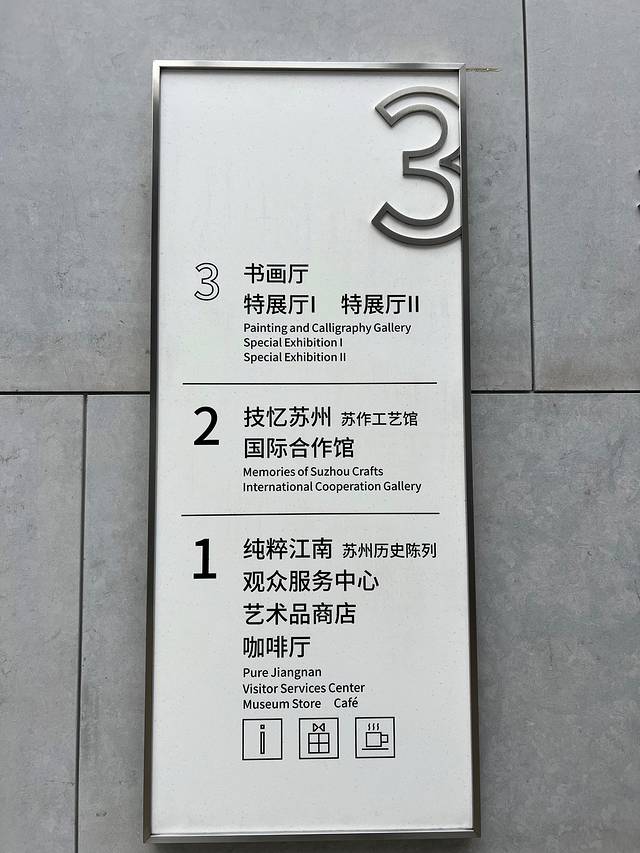 3
3
书画厅
特展厅I 特展厅II
Painting and Calligraphy Gallery
Special Exhibition I
Special Exhibition II
2
技忆苏州 苏作工艺馆
国际合作馆
Memories of Suzhou Crafts
International Cooperation Gallery
1
纯粹江南 苏州历史陈列
观众服务中心
艺术品商店
咖啡厅
Pure Jiangnan
Visitor Services Center
Museum Store Café
i